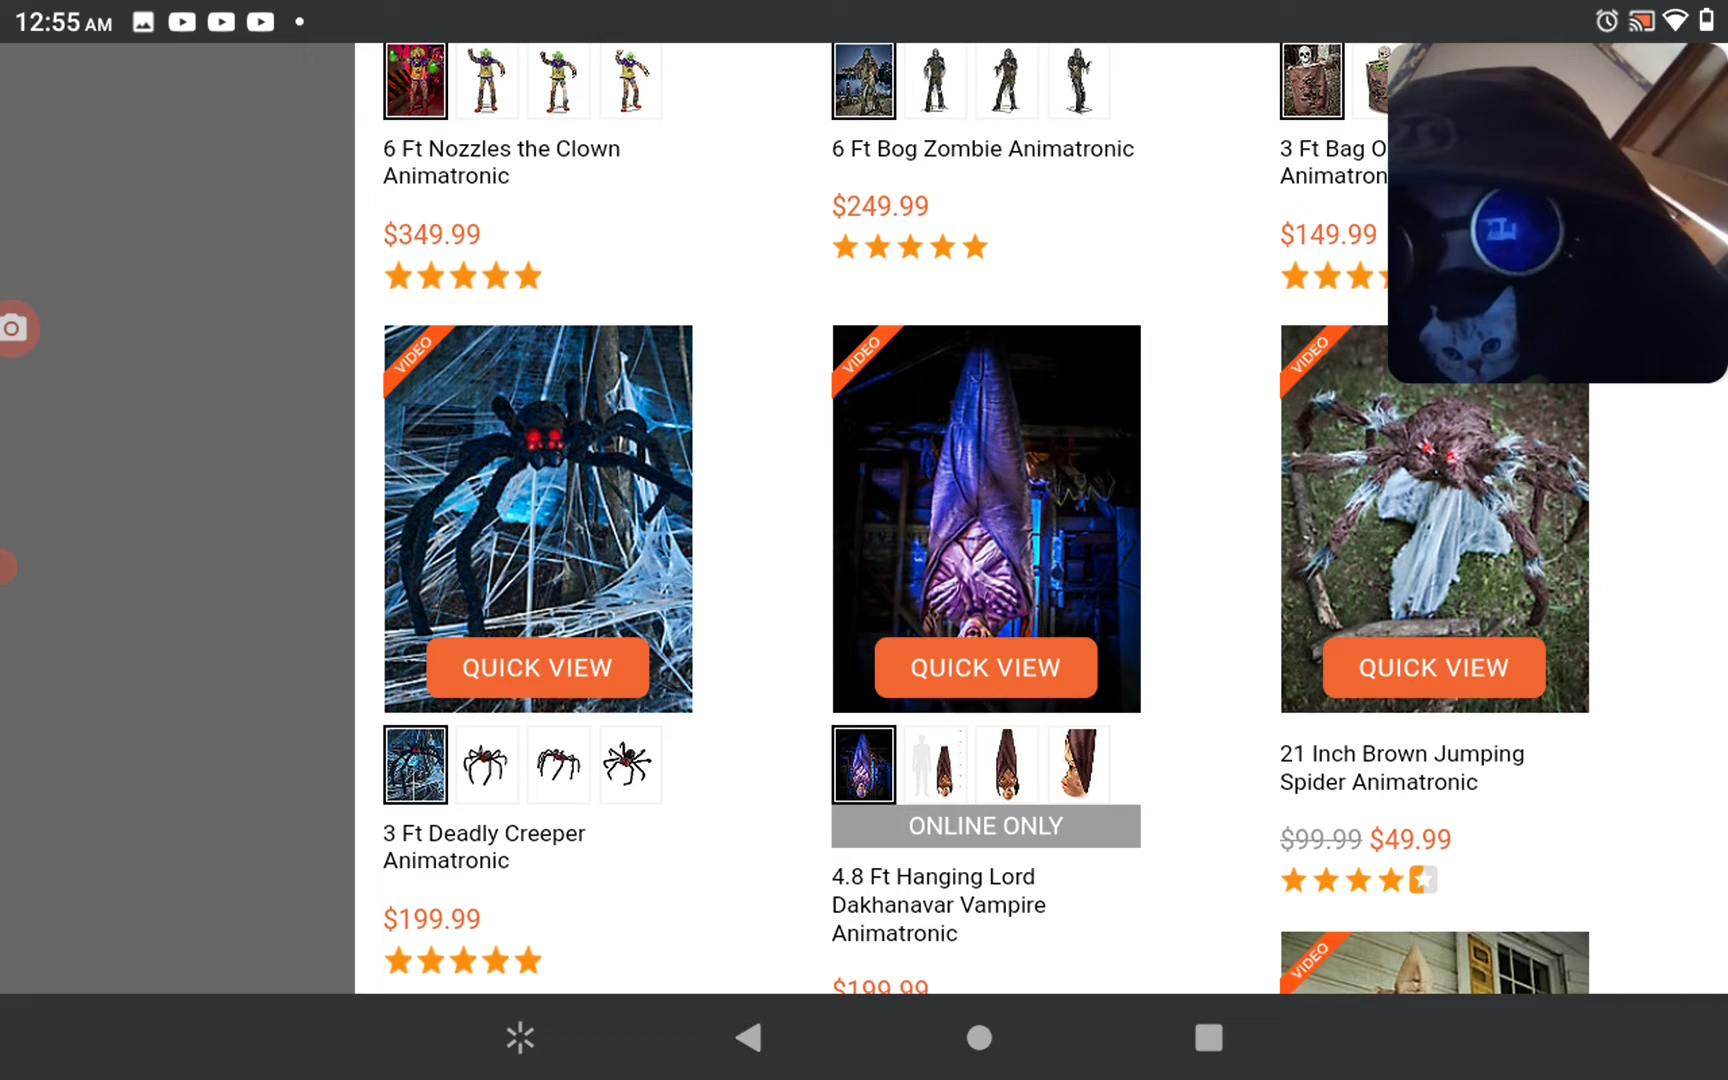 12:55 AM
6 Ft Nozzles the Clown
Animatronic
$349.99
6 Ft Bog Zombie Animatronic
$249.99
3 Ft Bag O
Animatron
$149.99
VIDEO
QUICK VIEW
3 Ft Deadly Creeper
Animatronic
$199.99
VIDEO
QUICK VIEW
ONLINE ONLY
4.8 Ft Hanging Lord
Dakhanavar Vampire
Animatronic
$199.99
VIDEO
QUICK VIEW
21 Inch Brown Jumping
Spider Animatronic
$99.99 $49.99
VIDEO